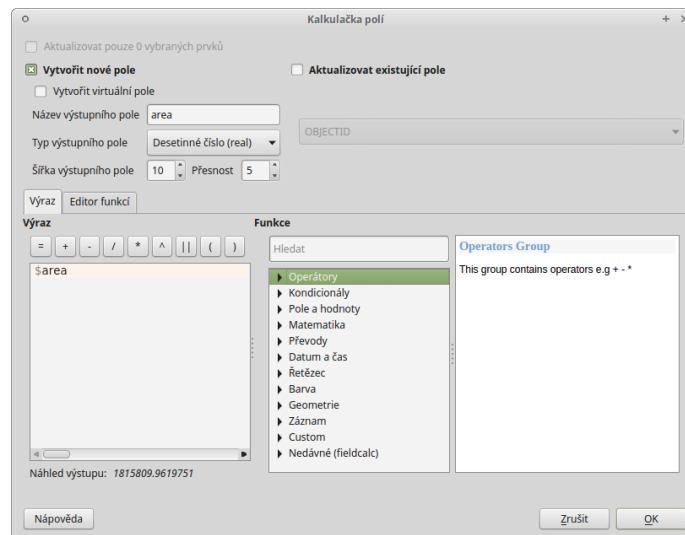 Kalkulačka polí
Aktualizovat pouze 0 vybraných prvků
Vytvořit nové pole
Aktualizovat existující pole
Vytvořit virtuální pole
Název výstupního pole area
Typ výstupního pole Desetinné číslo (real)
OBJECTID
Šířka výstupního pole 10 Přesnost 5
Výraz Editor funkcí
Výraz
Funkce
= + - / * ^ || ( )
Hledat
Operators Group
$area
This group contains operators e.g + - *
Operátory
Kondicionály
Pole a hodnoty
Matematika
Převody
Datum a čas
Řetězec
Barva
Geometrie
Záznam
Custom
Nedávné (fieldcalc)
Náhled výstupu: 1815809.9619751
Nápověda
Zrušit
OK